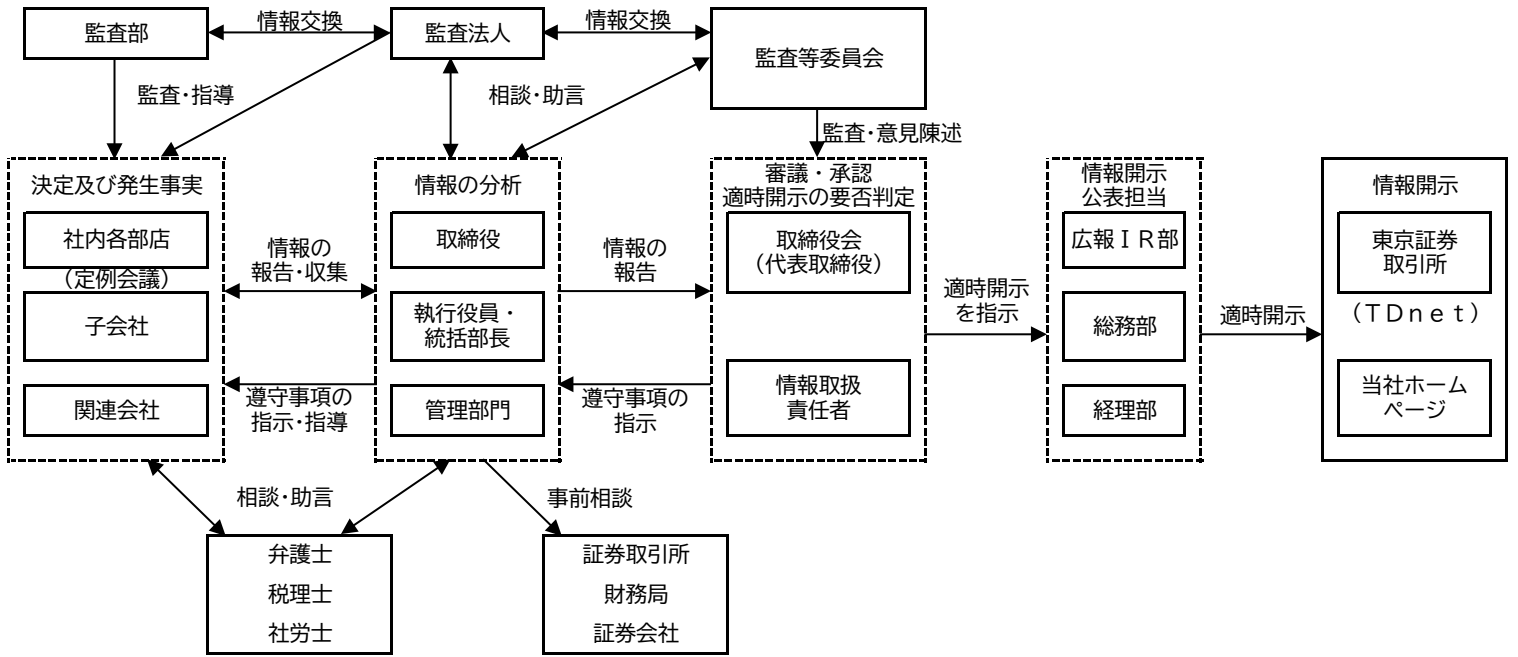 監査部
情報交換
監査法人
情報交換
監査等委員会
監査・指導
相談・助言
監査・意見陳述
決定及び発生事実
社内各部店
(定例会議)
子会社
関連会社
情報の
報告・収集
遵守事項の
指示・指導
情報の分析
取締役
執行役員・
統括部長
管理部門
情報の
報告
遵守事項の
指示
審議・承認
適時開示の要否判定
取締役会
(代表取締役)
情報取扱
責任者
適時開示
を指示
情報開示
公表担当
広報ＩＲ部
総務部
経理部
適時開示
情報開示
東京証券
取引所
(ＴＤｎｅｔ)
当社ホーム
ページ
相談・助言
事前相談
弁護士
税理士
社労士
証券取引所
財務局
証券会社